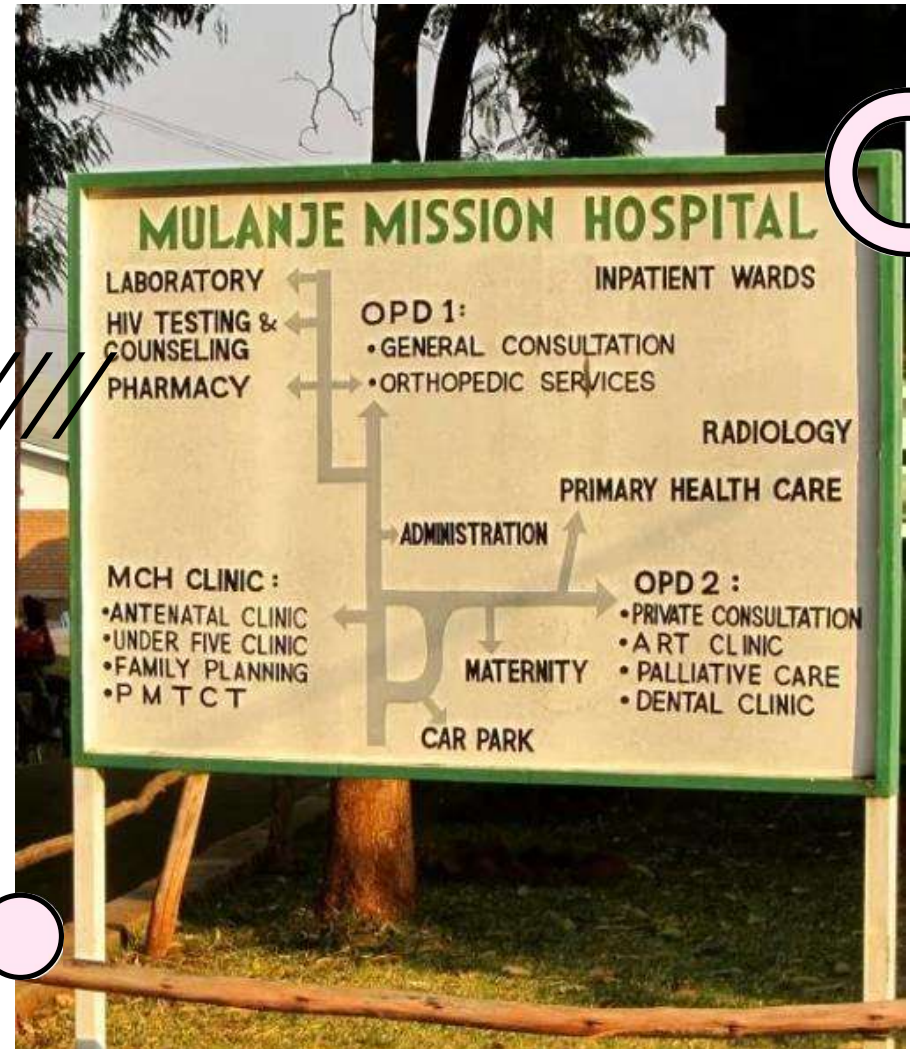 MULANJE MISSION HOSPITAL
LABORATORY
HIV TESTING &
COUNSELING
PHARMACY
OPD 1:
•GENERAL CONSULTATION
•ORTHOPEDIC SERVICES
INPATIENT WARDS
RADIOLOGY
PRIMARY HEALTH CARE
ADMINISTRATION
MCH CLINIC:
•ANTENATAL CLINIC
•UNDER FIVE CLINIC
•FAMILY PLANNING
•PMTCT
MATERNITY
CAR PARK
OPD 2:
•PRIVATE CONSULTATION
•ART CLINIC
•PALLIATIVE CARE
•DENTAL CLINIC